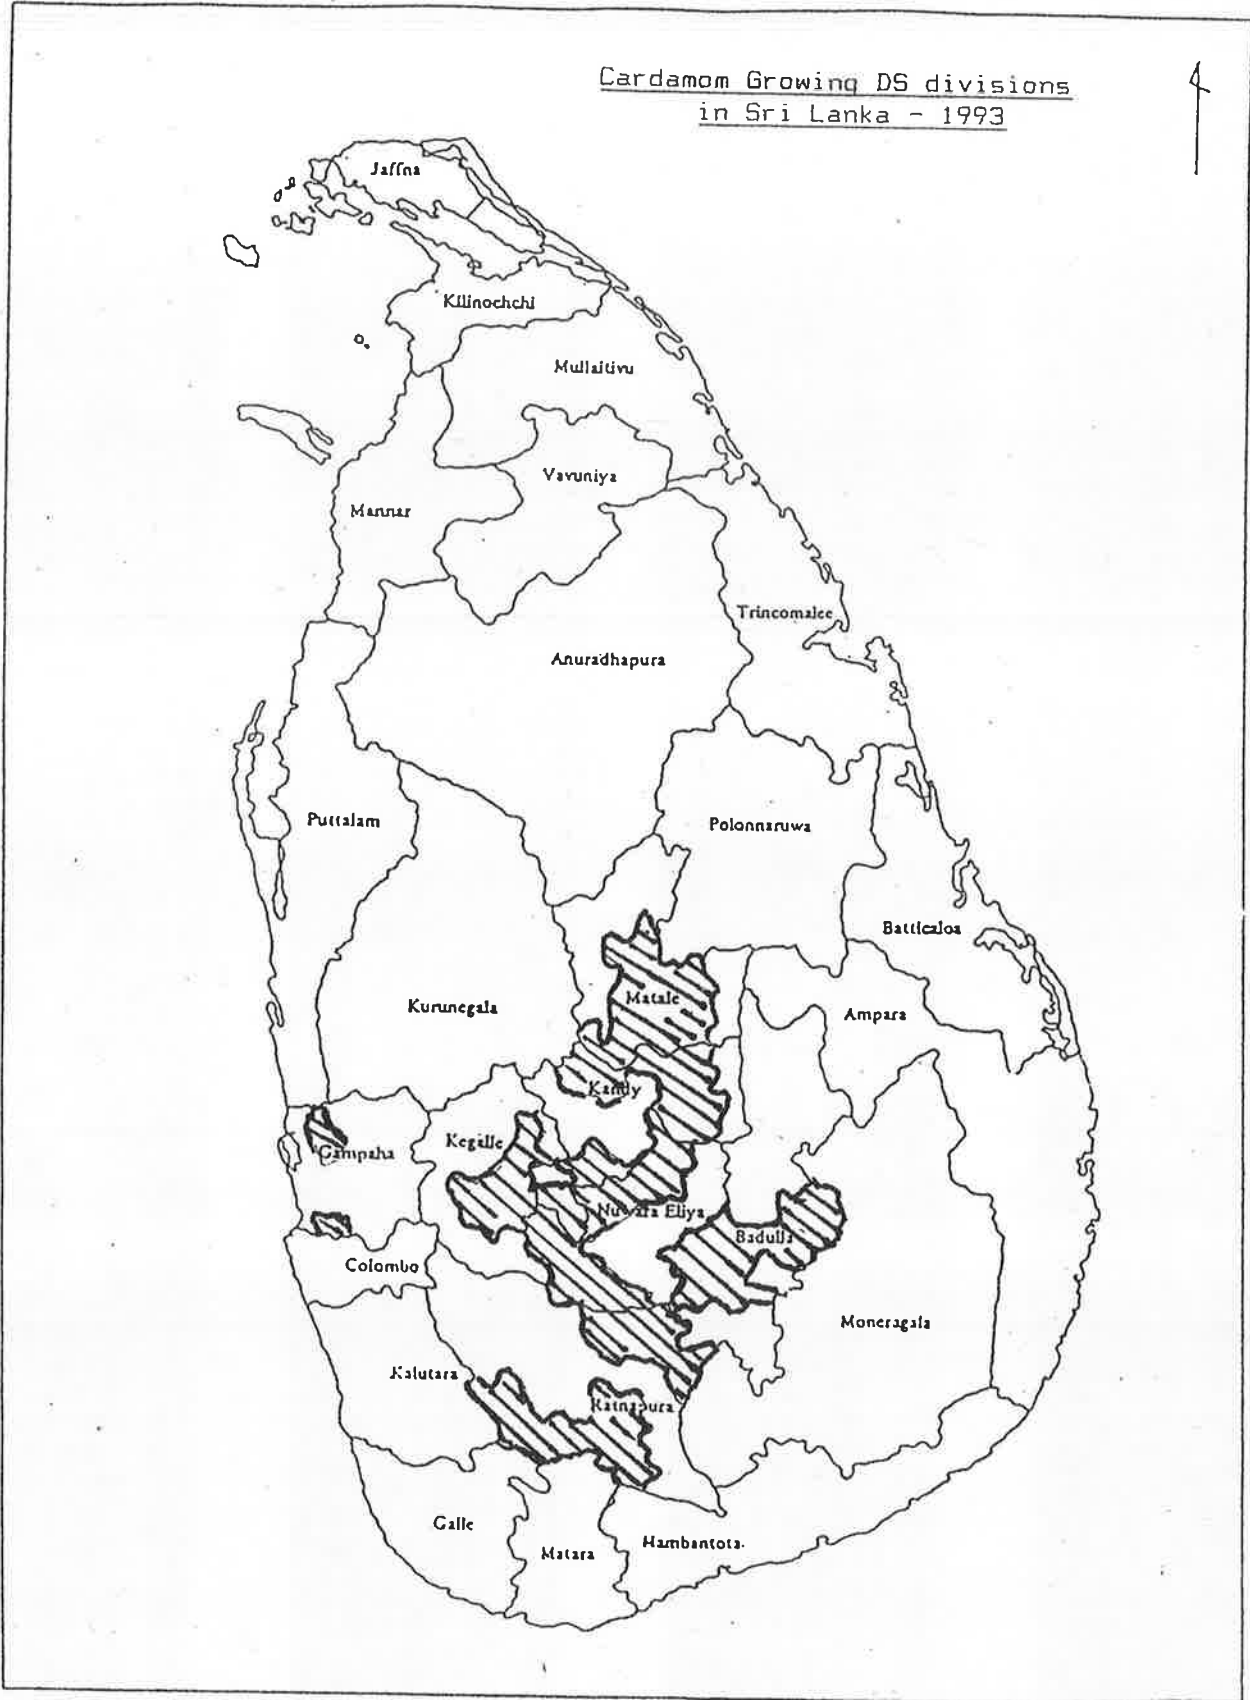 Cardamom Growing DS divisions
in Sri Lanka - 1993
Jaffna
Kilinochchi
Mullaitivu
Vavuniya
Mannar
Trincomalee
Anuradhapura
Puttalam
Polonnaruwa
Batticaloa
Matale
Kurunegala
Ampara
Kandy
Kegalle
Gampaha
Nuwara Eliya
Badulla
Colombo
Moneragala
Kalutara
Ratnapura
Galle
Matara
Hambantota